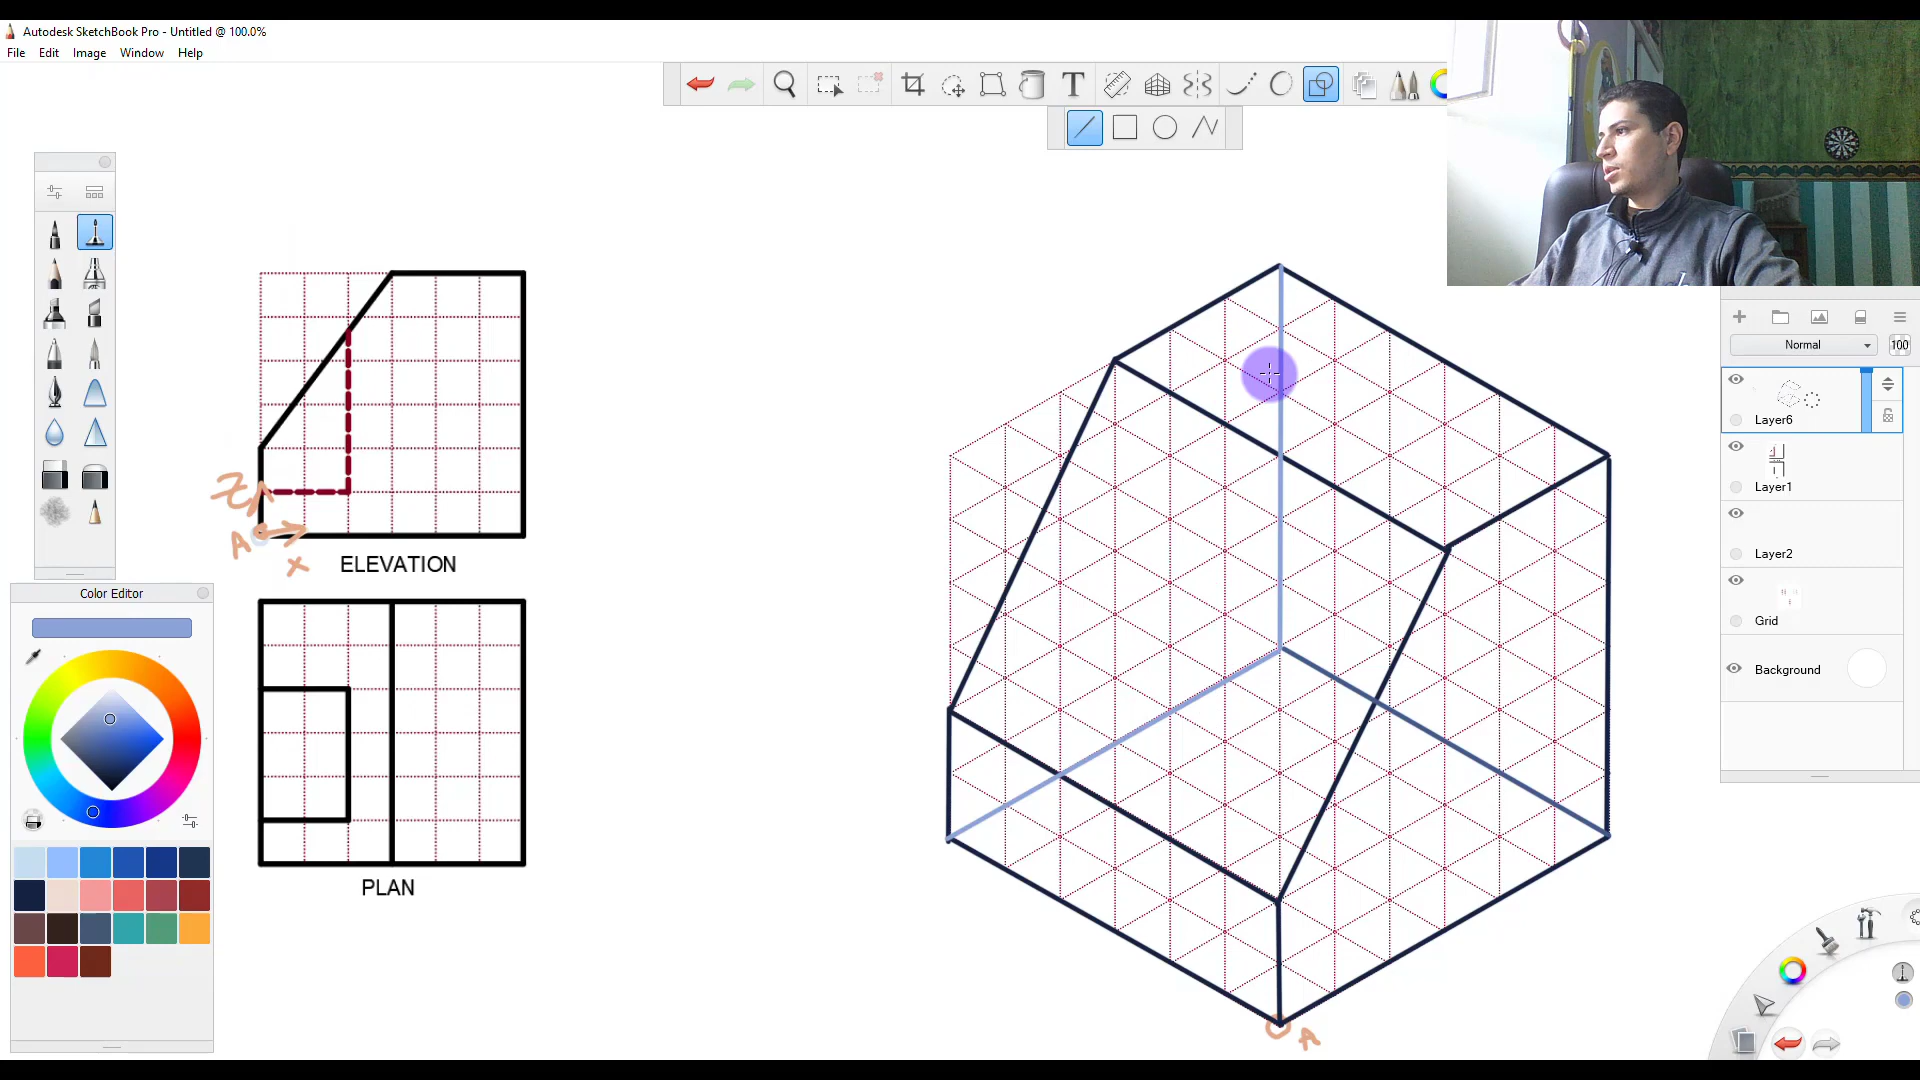 Autodesk SketchBook Pro - Untitled @ 100.0%
File Edit Image Window Help
T
Normal 100
Layer6
Layer1
Layer2
Grid
Background
Z
A
x
ELEVATION
Color Editor
PLAN
A